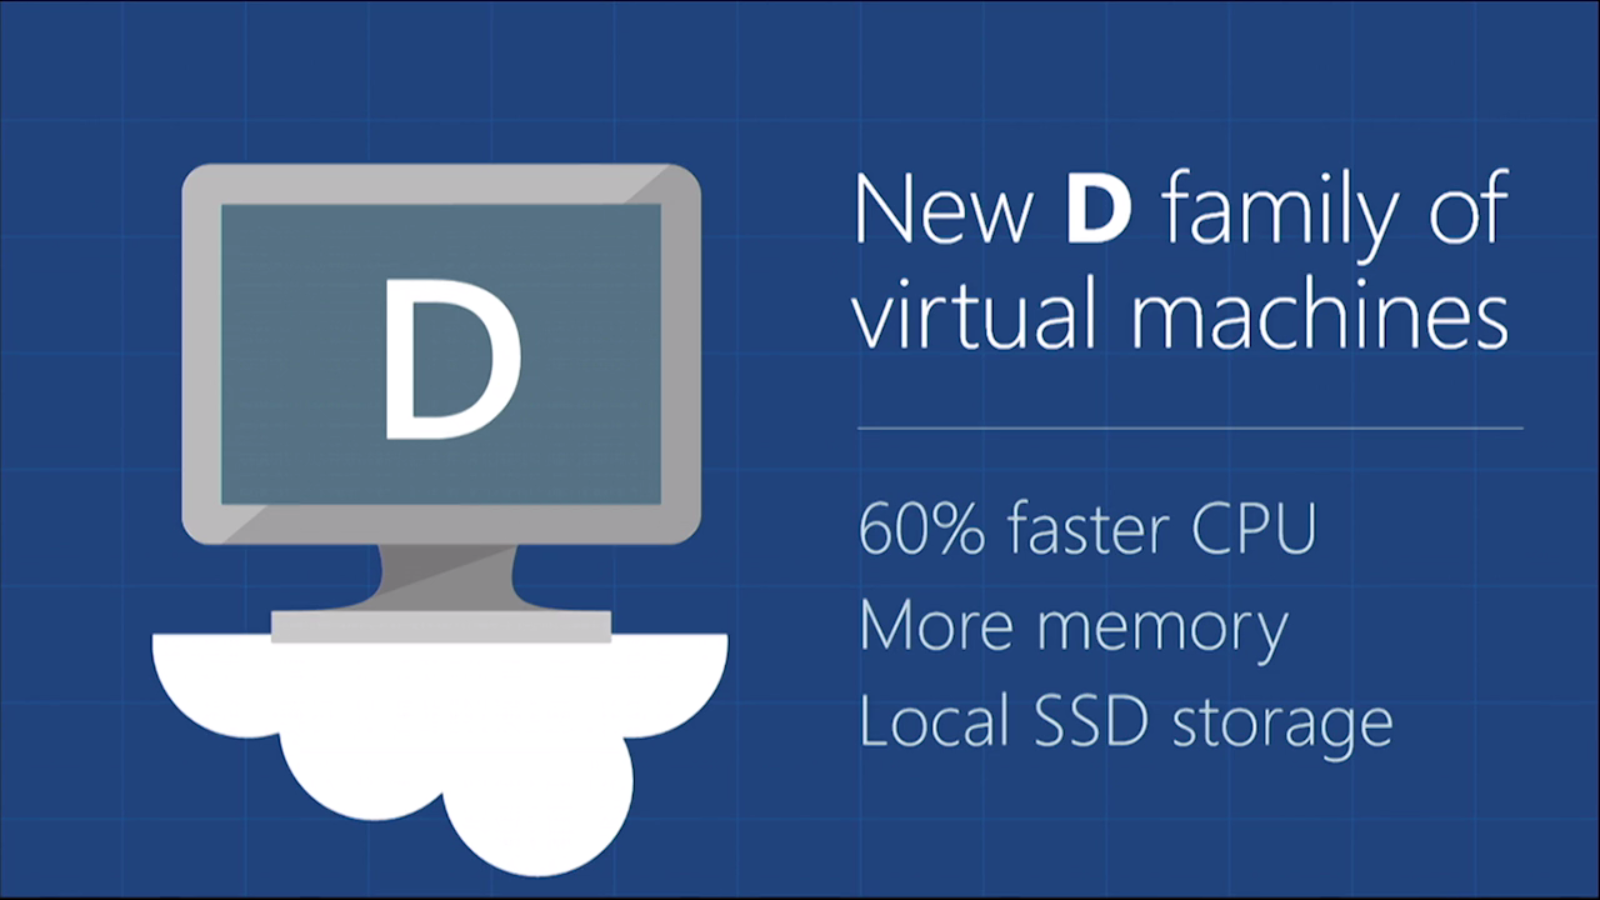 D
New D family of
virtual machines
60% faster CPU
More memory
Local SSD storage